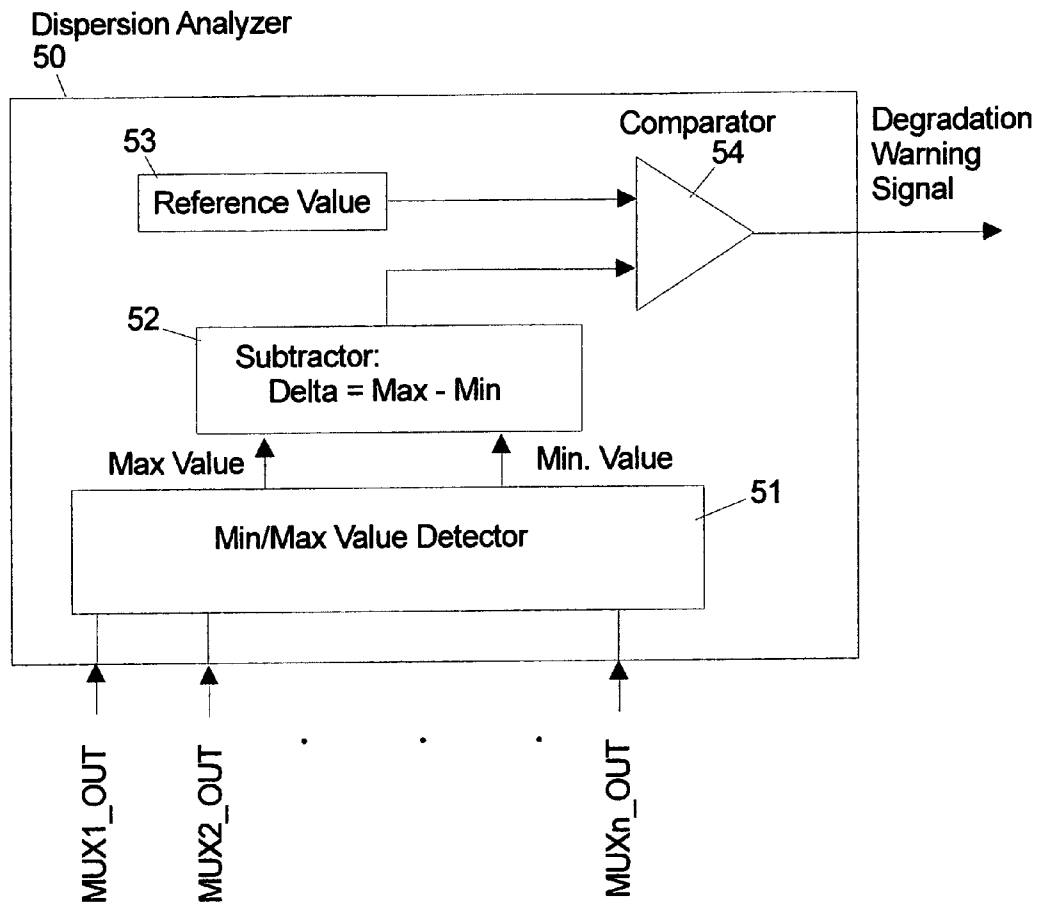 Dispersion Analyzer
50
Comparator
54
Degradation
Warning
Signal
53
Reference Value
52
Subtractor:
Delta = Max - Min
Max Value
Min. Value
51
Min/Max Value Detector
MUX1_OUT
MUX2_OUT
. . .
MUXn_OUT